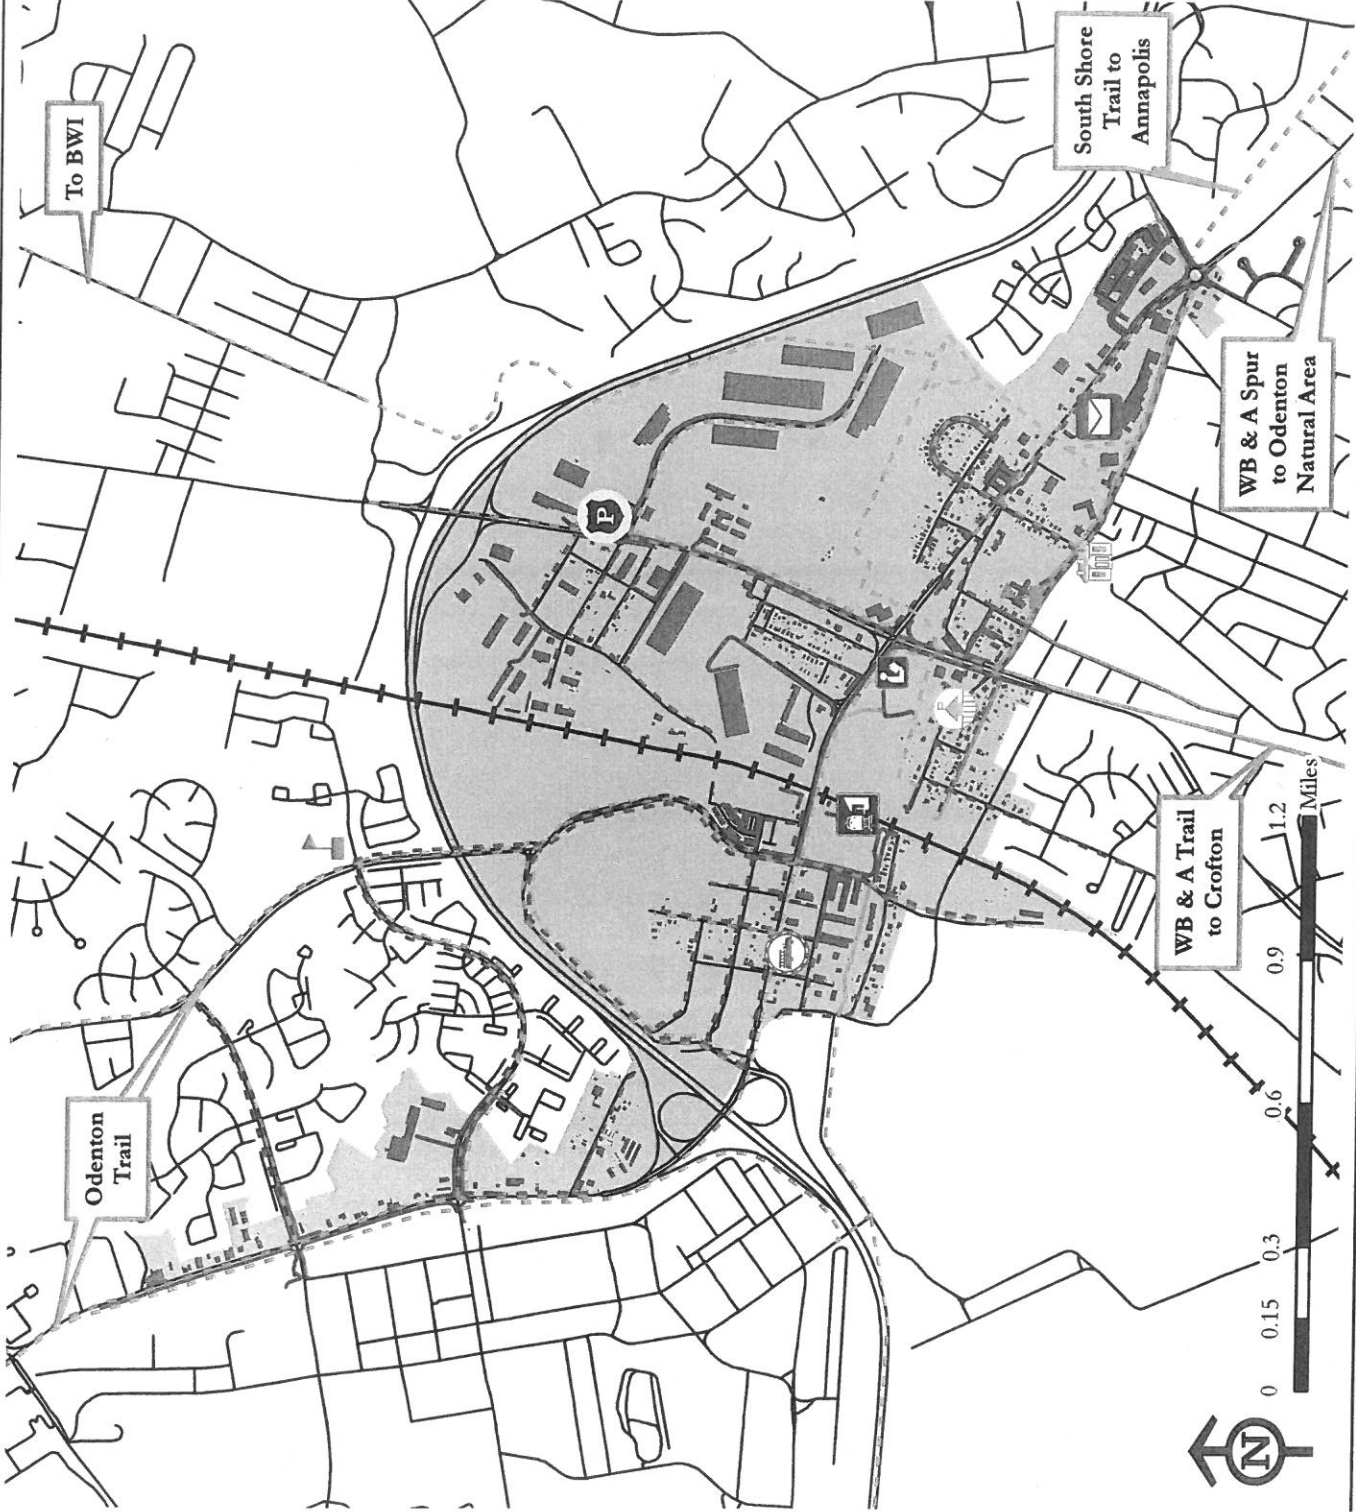 Odenton
Trail
To BWI
South Shore
Trail to
Annapolis
P
WB & A Trail
to Crofton
WB & A Spur
to Odenton
Natural Area
N
0 0.15 0.3 0.6 0.9 1.2
Miles